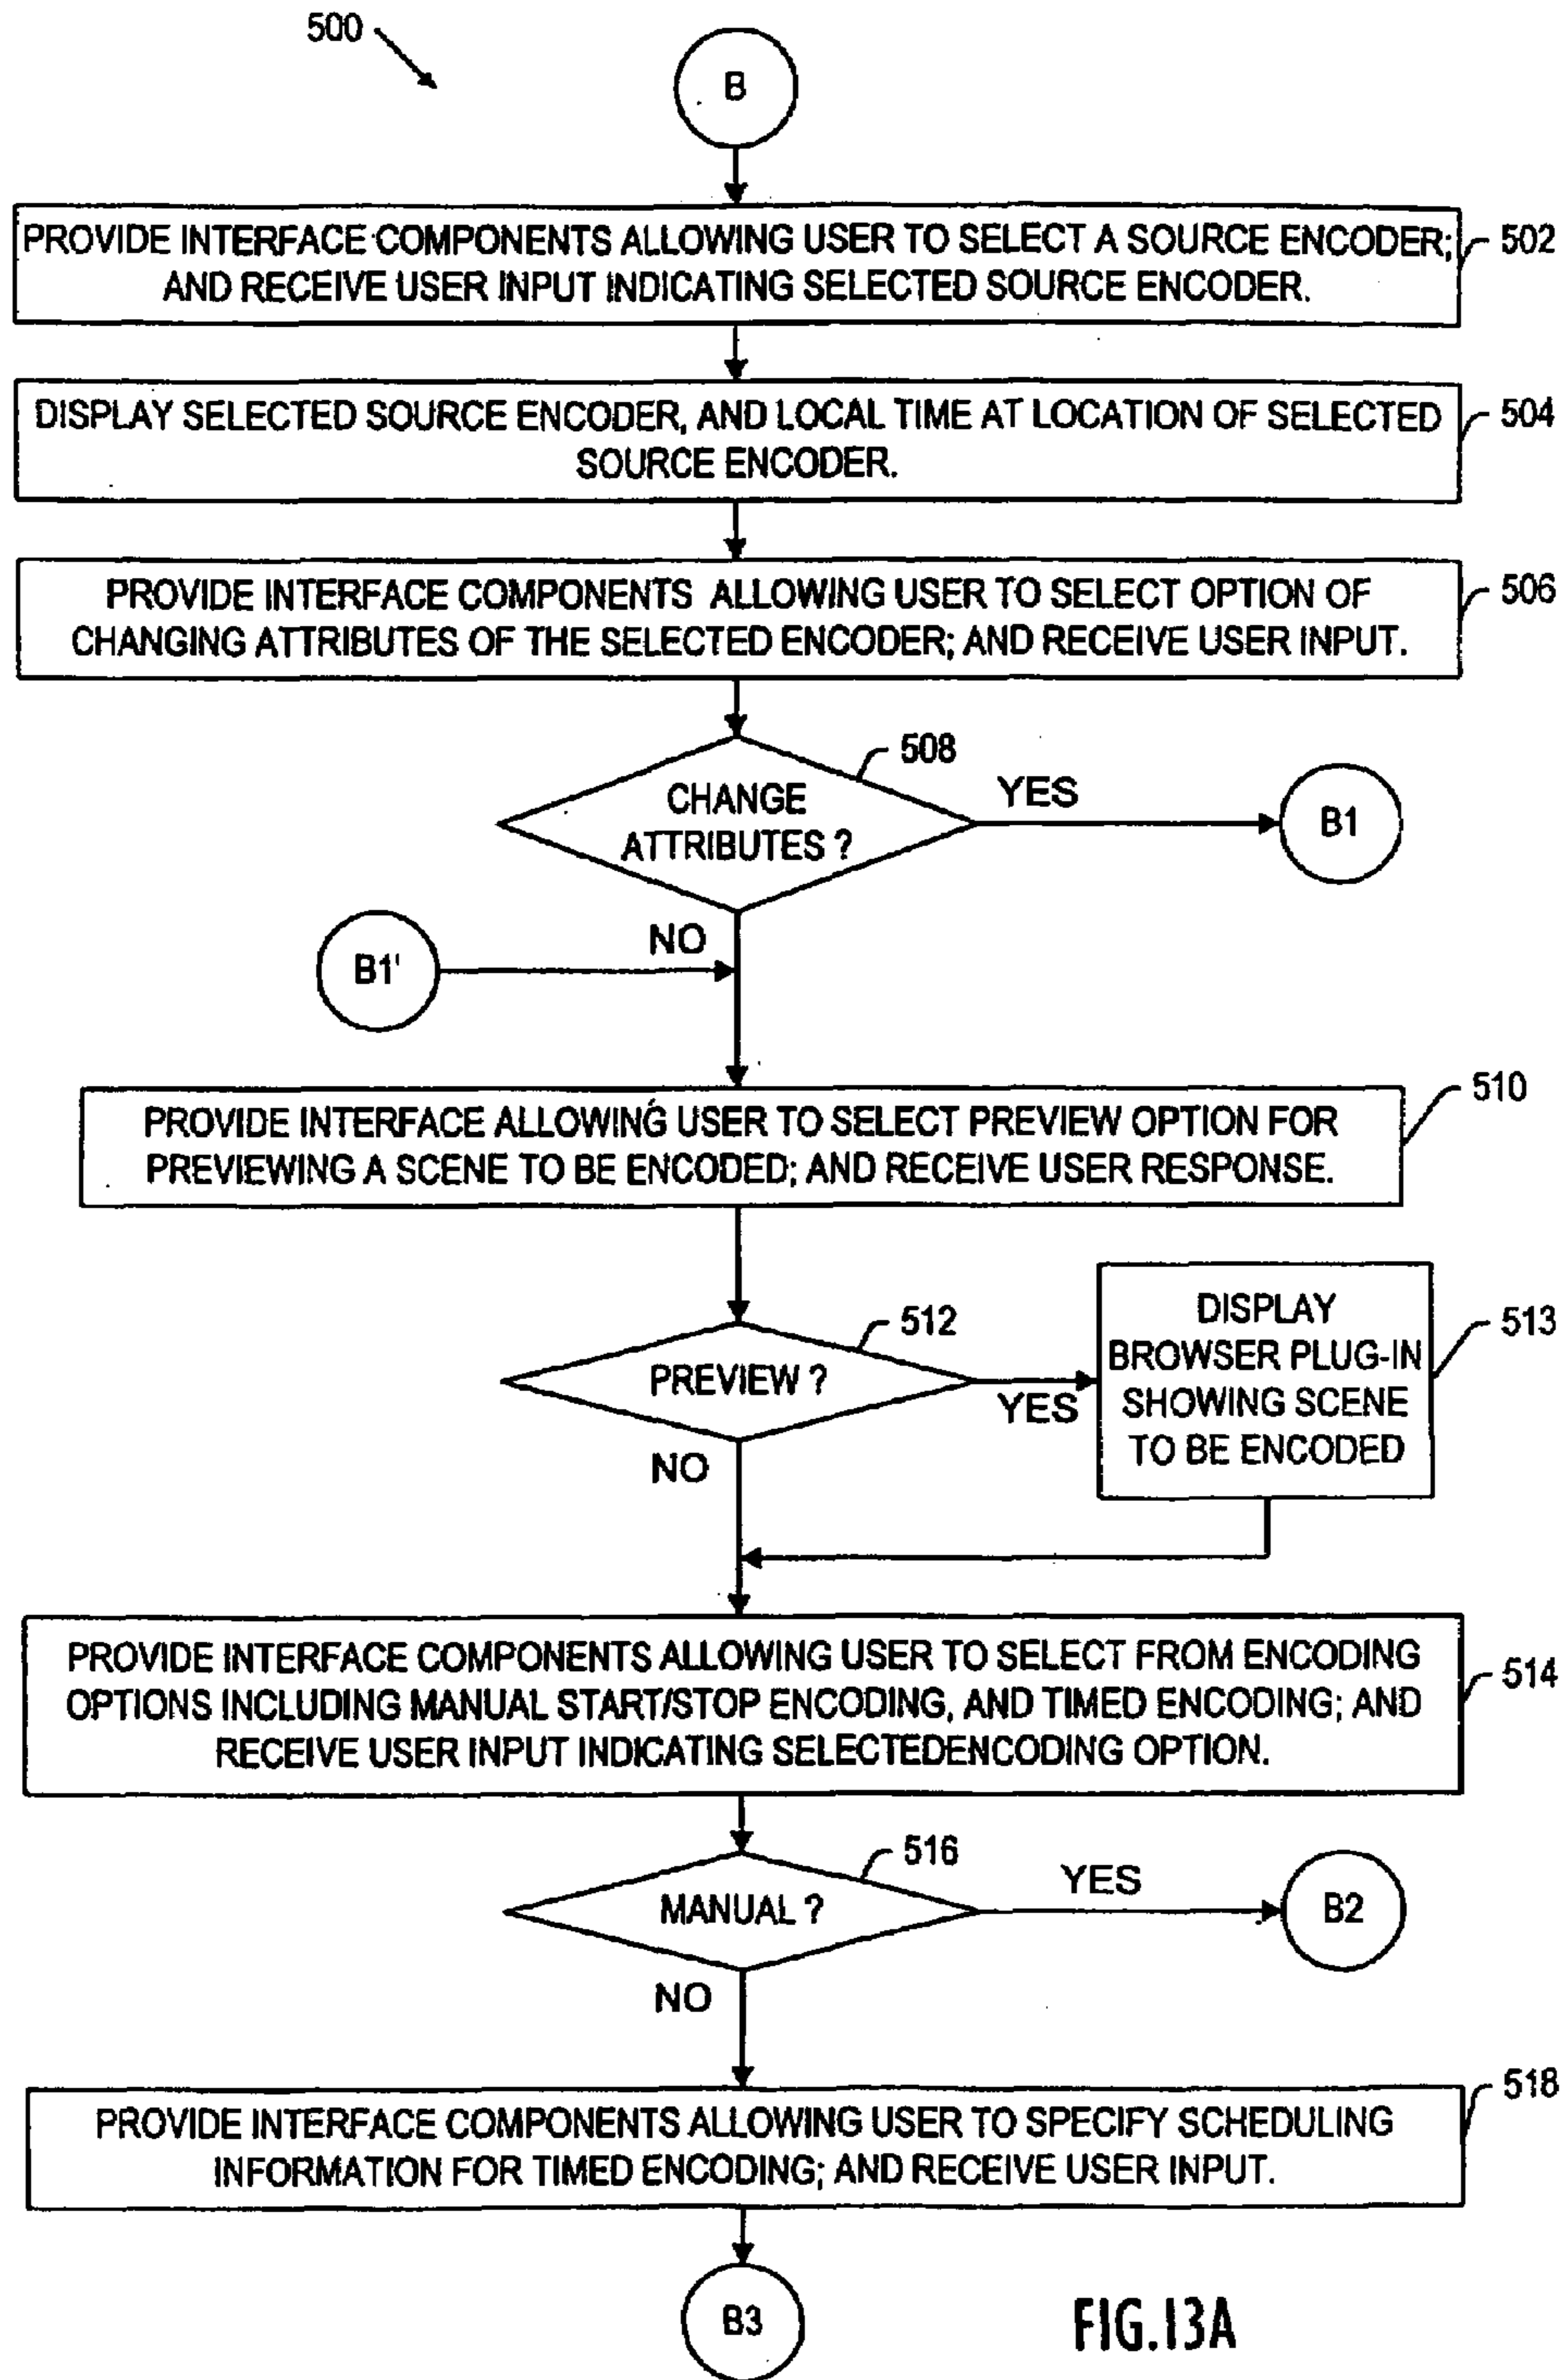 500
B
PROVIDE INTERFACE COMPONENTS ALLOWING USER TO SELECT A SOURCE ENCODER;
AND RECEIVE USER INPUT INDICATING SELECTED SOURCE ENCODER.
502
DISPLAY SELECTED SOURCE ENCODER, AND LOCAL TIME AT LOCATION OF SELECTED
SOURCE ENCODER.
504
PROVIDE INTERFACE COMPONENTS ALLOWING USER TO SELECT OPTION OF
CHANGING ATTRIBUTES OF THE SELECTED ENCODER; AND RECEIVE USER INPUT.
506
508
CHANGE
ATTRIBUTES ?
YES
B1
NO
B1'
PROVIDE INTERFACE ALLOWING USER TO SELECT PREVIEW OPTION FOR
PREVIEWING A SCENE TO BE ENCODED; AND RECEIVE USER RESPONSE.
510
512
PREVIEW ?
YES
DISPLAY
BROWSER PLUG-IN
SHOWING SCENE
TO BE ENCODED
513
NO
PROVIDE INTERFACE COMPONENTS ALLOWING USER TO SELECT FROM ENCODING
OPTIONS INCLUDING MANUAL START/STOP ENCODING, AND TIMED ENCODING; AND
RECEIVE USER INPUT INDICATING SELECTEDENCODING OPTION.
514
516
MANUAL ?
YES
B2
NO
PROVIDE INTERFACE COMPONENTS ALLOWING USER TO SPECIFY SCHEDULING
INFORMATION FOR TIMED ENCODING; AND RECEIVE USER INPUT.
518
B3
FIG.13A